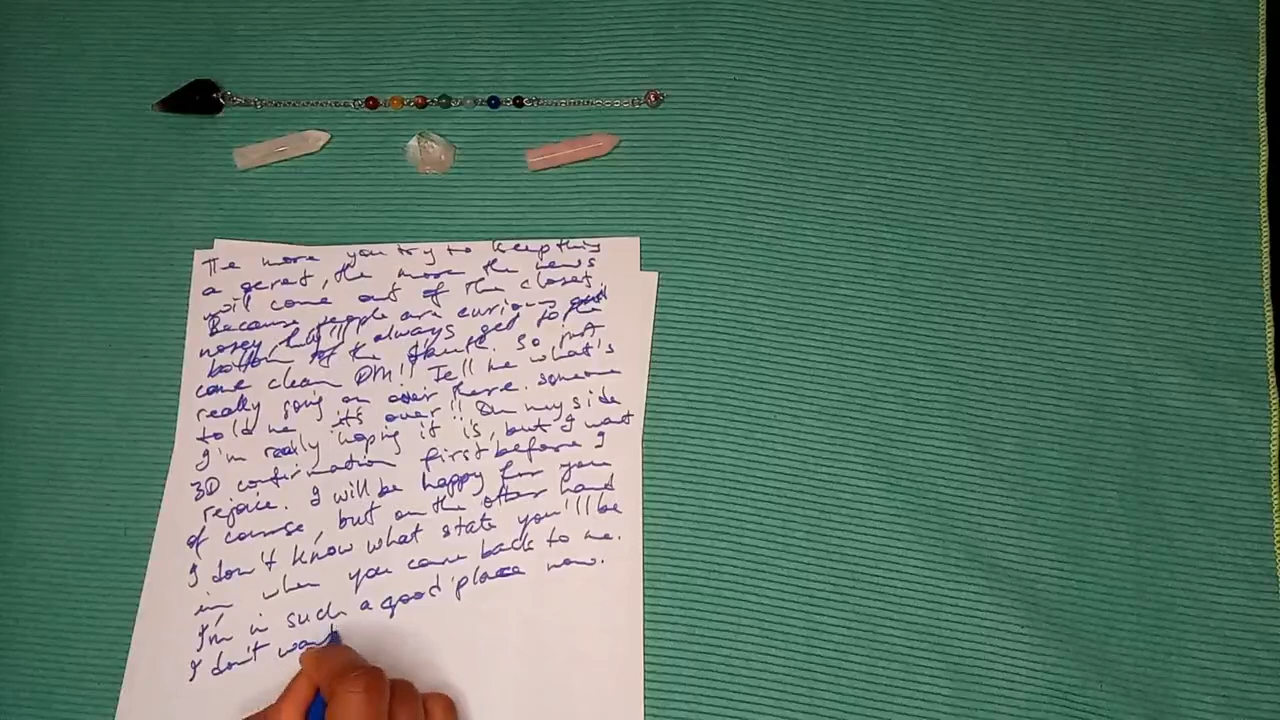 The more you try to keep this
a secret, the more the news
will come out of the closet.
Because people are curious and
nosey they'll always get to the
bottom of the So just
come clean DM!! Tell me what's
really going on over there. Someone
told me it's over!! On my side
I'm really hoping it is, but I want
3D confirmation first before I
rejoice. I will be happy for you
of course, but on the other hand
I don't know what state you'll be
in when you come back to me.
I'm in such a good place now.
I don't want